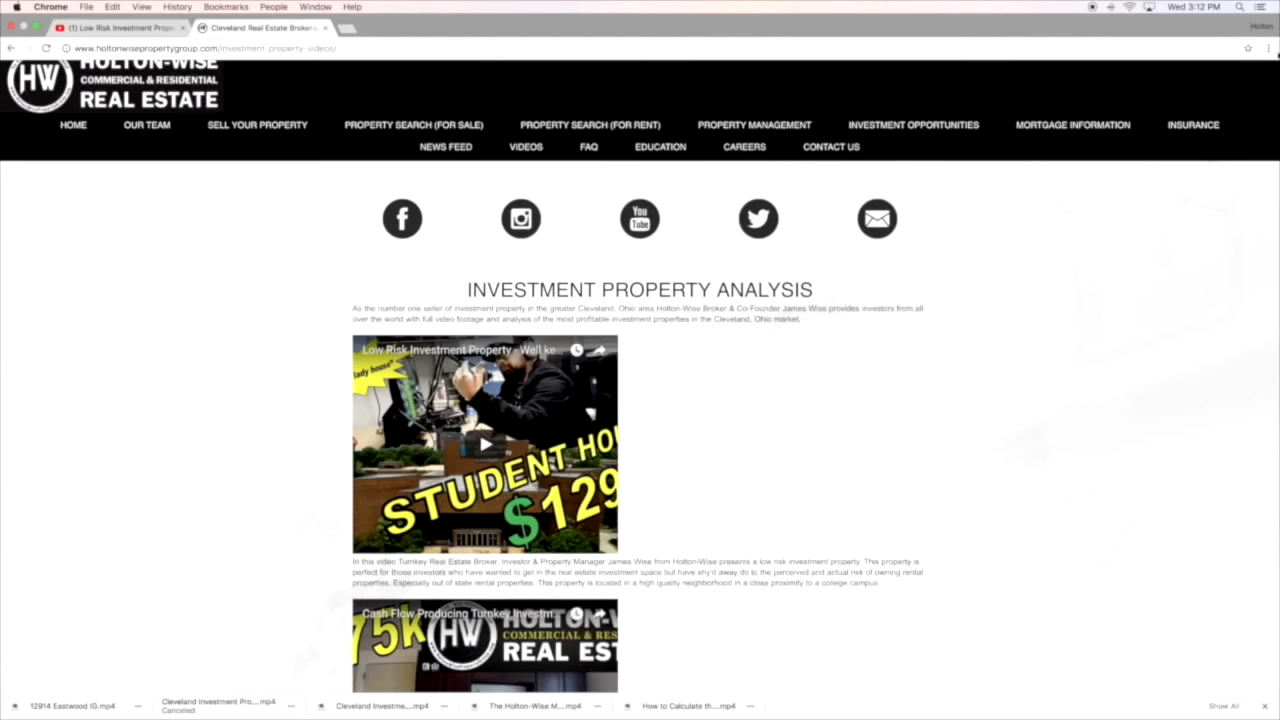 Chrome File Edit View History Bookmarks People Window Help Wed 3:12 PM
(1) Low Risk Investment Prope Cleveland Real Estate Broker Holton
www.holtonwisepropertygroup.com/investment-property-videos/
HOLTON-WISE
HW COMMERCIAL & RESIDENTIAL
REAL ESTATE
HOME OUR TEAM SELL YOUR PROPERTY PROPERTY SEARCH (FOR SALE) PROPERTY SEARCH (FOR RENT) PROPERTY MANAGEMENT INVESTMENT OPPORTUNITIES MORTGAGE INFORMATION INSURANCE
NEWS FEED VIDEOS FAQ EDUCATION CAREERS CONTACT US
You
Tube
INVESTMENT PROPERTY ANALYSIS
As the number one seller of investment property in the greater Cleveland, Ohio area Holton-Wise Broker & Co-Founder James Wise provides investors from all
over the world with full video footage and analysis of the most profitable investment properties in the Cleveland, Ohio market.
Low Risk Investment Property - Well ke...
lady house"
STUDENT HOU
$129
In this video Turnkey Real Estate Broker, Investor & Property Manager James Wise from Holton-Wise presents a low risk investment property. This property is
perfect for those investors who have wanted to get in the real estate investment space but have shy'd away do to the perceived and actual risk of owning rental
properties. Especially out of state rental properties. This property is located in a high quality neighborhood in a close proximity to a college campus.
Cash Flow Producing Turnkey Investm...
75k HW HOLTON-W
COMMERCIAL & RES
REAL EST
12914 Eastwood IG.mp4 Cleveland Investment Pro....mp4 Cleveland Investme....mp4 The Holton-Wise M....mp4 How to Calculate th....mp4 Show All
Canceled